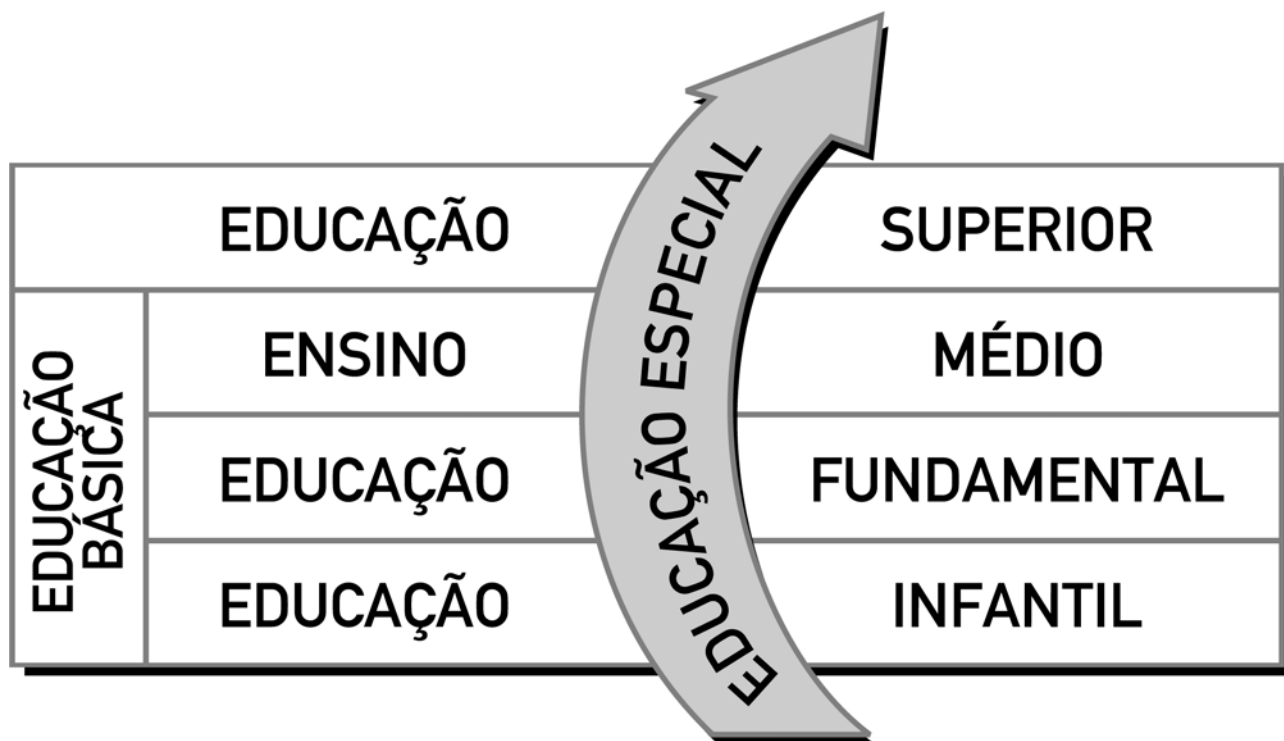 EDUCAÇÃO SUPERIOR
ENSINO MÉDIO
EDUCAÇÃO FUNDAMENTAL
EDUCAÇÃO INFANTIL
EDUCAÇÃO
BÁSICA
EDUCAÇÃO ESPECIAL